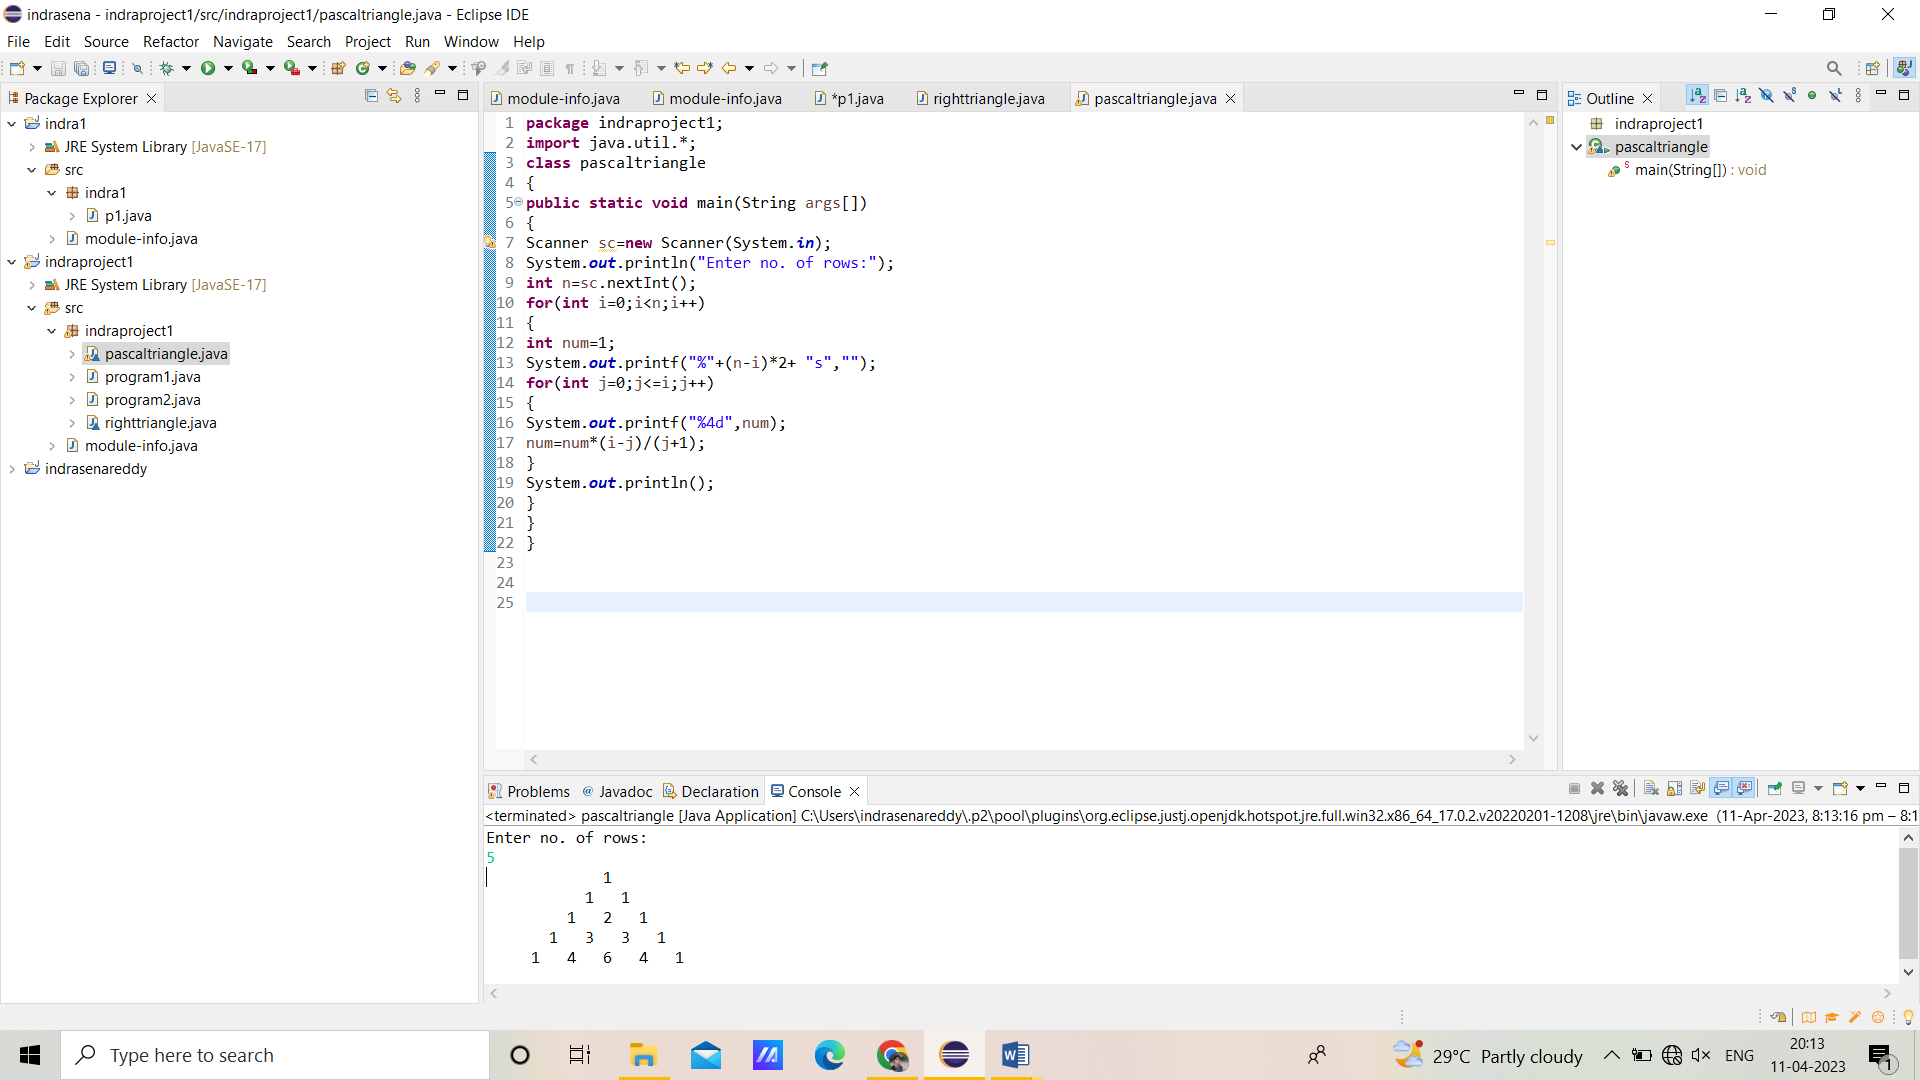 indrasena - indraproject1/src/indraproject1/pascaltriangle.java - Eclipse IDE
File Edit Source Refactor Navigate Search Project Run Window Help
Package Explorer
indra1
JRE System Library [JavaSE-17]
src
indra1
p1.java
module-info.java
indraproject1
JRE System Library [JavaSE-17]
src
indraproject1
pascaltriangle.java
program1.java
program2.java
righttriangle.java
module-info.java
indrasenareddy
module-info.java module-info.java *p1.java righttriangle.java pascaltriangle.java
1 package indraproject1;
2 import java.util.*;
3 class pascaltriangle
4 {
5 public static void main(String args[])
6 {
7 Scanner sc=new Scanner(System.in);
8 System.out.println("Enter no. of rows:");
9 int n=sc.nextInt();
10 for(int i=0;i<n;i++)
11 {
12 int num=1;
13 System.out.printf("%"+(n-i)*2+ "s","");
14 for(int j=0;j<=i;j++)
15 {
16 System.out.printf("%4d",num);
17 num=num*(i-j)/(j+1);
18 }
19 System.out.println();
20 }
21 }
22 }
23
24
25
Outline
indraproject1
pascaltriangle
main(String[]) : void
Problems Javadoc Declaration Console
<terminated> pascaltriangle [Java Application] C:\Users\indrasenareddy\.p2\pool\plugins\org.eclipse.justj.openjdk.hotspot.jre.full.win32.x86_64_17.0.2.v20220201-1208\jre\bin\javaw.exe (11-Apr-2023, 8:13:16 pm – 8:1
Enter no. of rows:
5
1
1 1
1 2 1
1 3 3 1
1 4 6 4 1
Type here to search
29°C Partly cloudy
ENG
20:13
11-04-2023
1